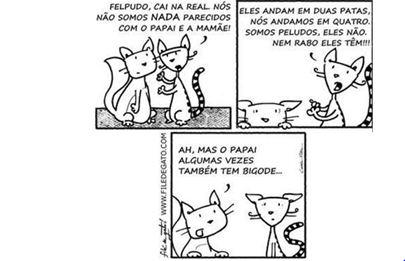 FELPUDO, CAI NA REAL. NÓS
NÃO SOMOS NADA PARECIDOS
COM O PAPAI E A MAMÃE!
ELES ANDAM EM DUAS PATAS,
NÓS ANDAMOS EM QUATRO.
SOMOS PELUDOS, ELES NÃO.
NEM RABO ELES TÊM!!!
WWW.FILEDEGATO.COM
AH, MAS O PAPAI
ALGUMAS VEZES
TAMBÉM TEM BIGODE...